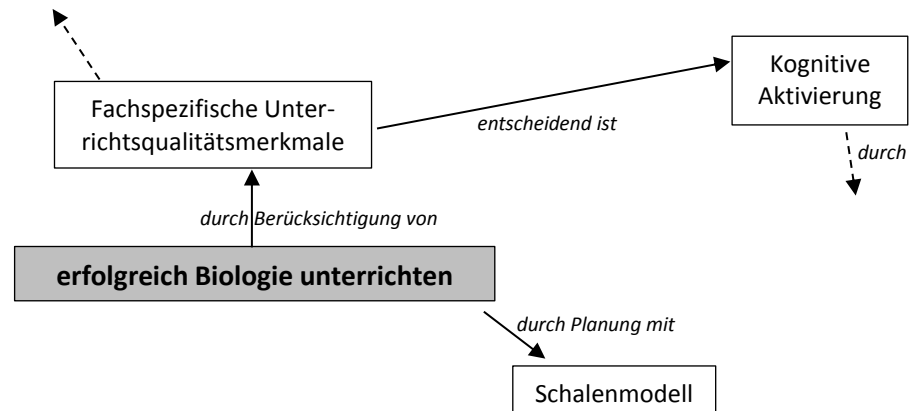 Kognitive
Aktivierung
Fachspezifische Unter-
richtsqualitätsmerkmale
entscheidend ist
durch
durch Berücksichtigung von
erfolgreich Biologie unterrichten
durch Planung mit
Schalenmodell